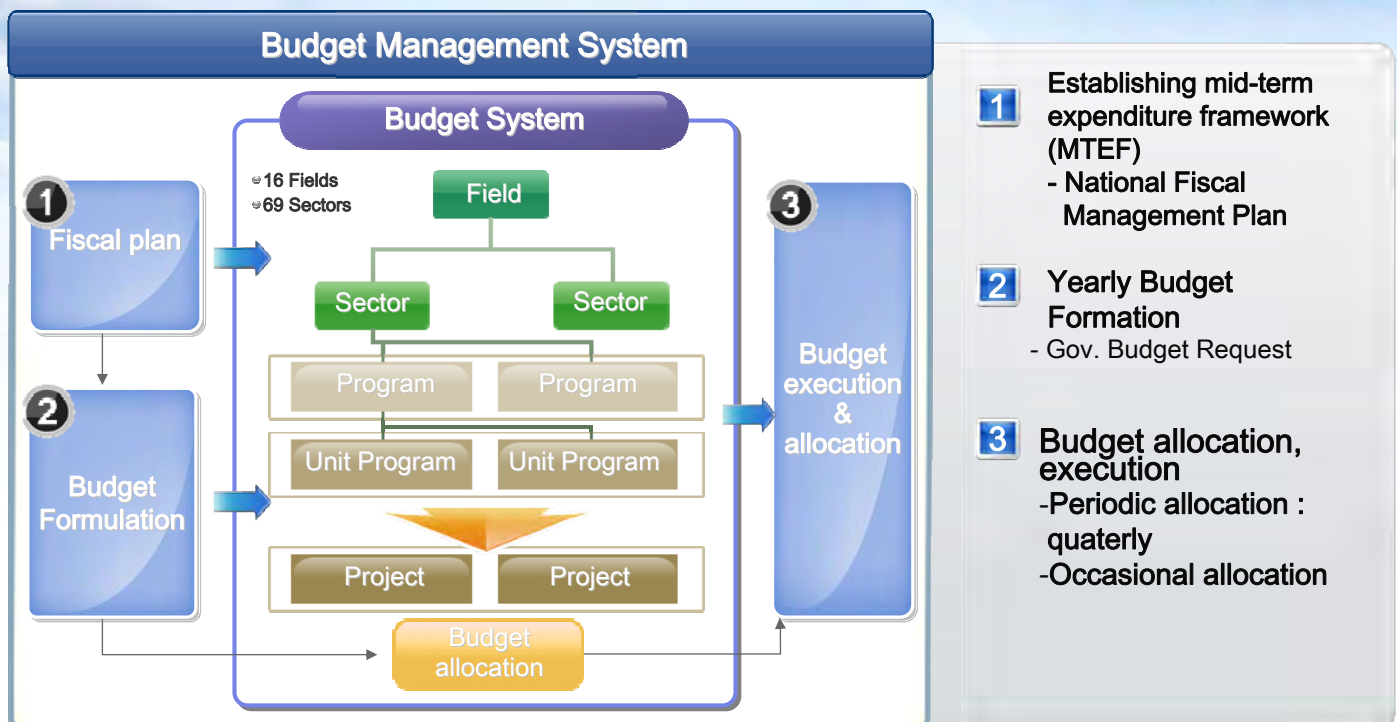 Budget Management System
Budget System
16 Fields
69 Sectors
1
Fiscal plan
2
Budget
Formulation
Field
Sector
Sector
Program
Program
Unit Program
Unit Program
Project
Project
Budget
allocation
3
Budget
execution
&
allocation
1
Establishing mid-term
expenditure framework
(MTEF)
- National Fiscal
Management Plan
2
Yearly Budget
Formation
- Gov. Budget Request
3
Budget allocation,
execution
-Periodic allocation :
quaterly
-Occasional allocation